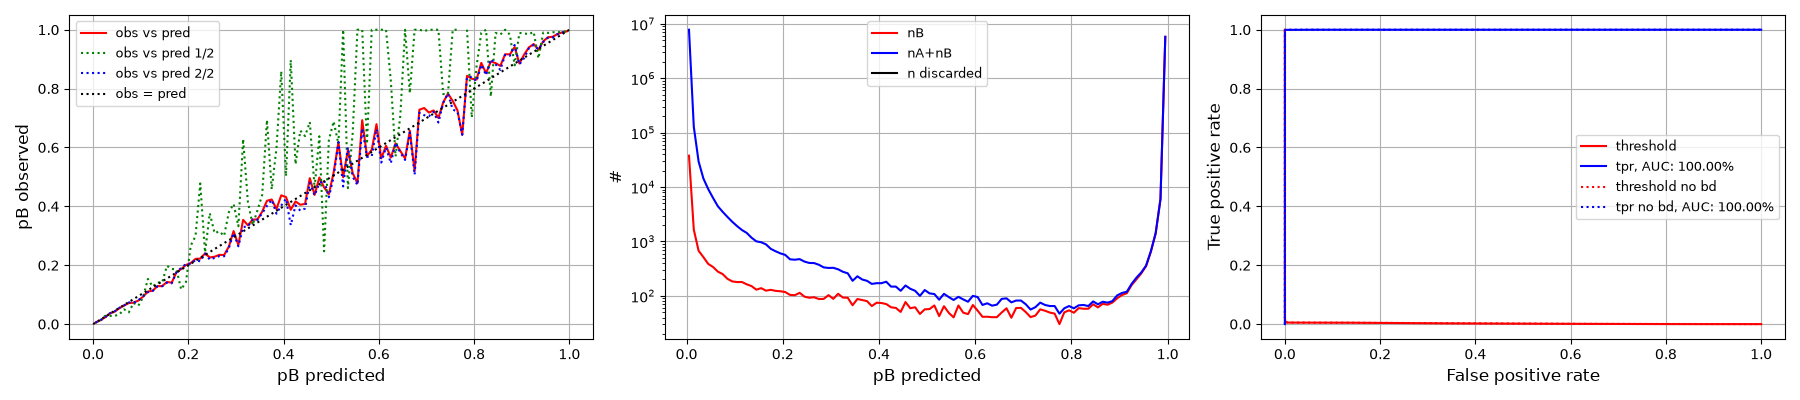 obs vs pred
obs vs pred 1/2
obs vs pred 2/2
obs = pred
pB observed
1.0
0.8
0.6
0.4
0.2
0.0
0.0 0.2 0.4 0.6 0.8 1.0
pB predicted
nB
nA+nB
n discarded
#
10⁷
10⁶
10⁵
10⁴
10³
10²
0.0 0.2 0.4 0.6 0.8 1.0
pB predicted
threshold
tpr, AUC: 100.00%
threshold no bd
tpr no bd, AUC: 100.00%
True positive rate
1.0
0.8
0.6
0.4
0.2
0.0
0.0 0.2 0.4 0.6 0.8 1.0
False positive rate